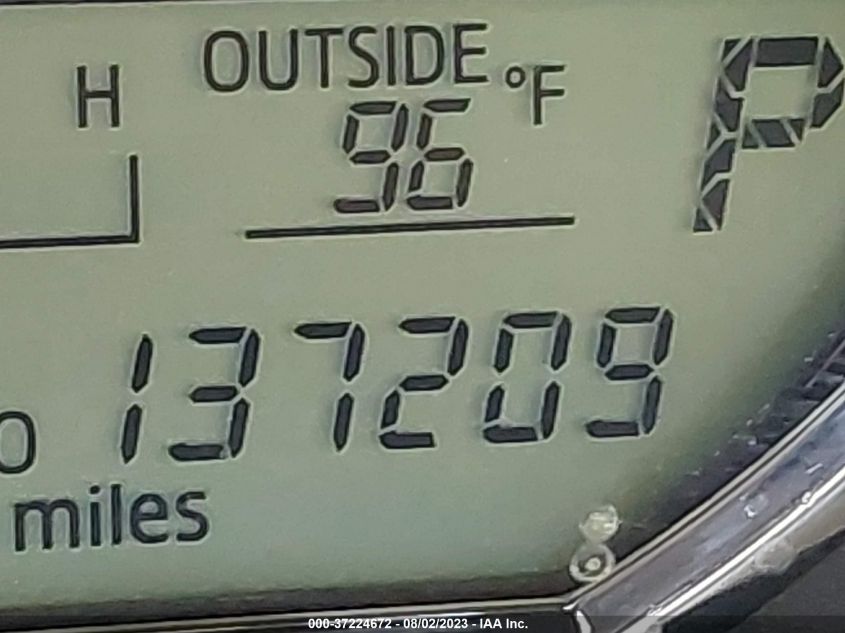 OUTSIDE
H 96 °F P
137209
O
miles
000-37224672 - 08/02/2023 - IAA Inc.